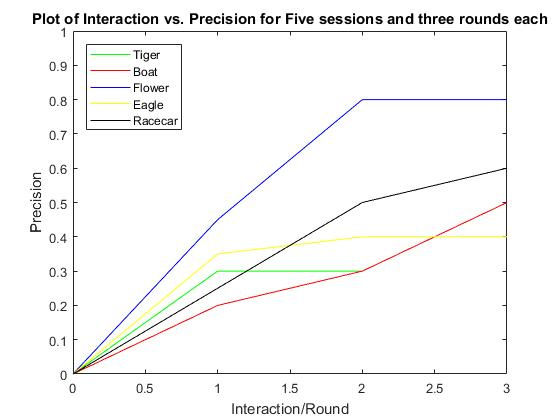 Plot of Interaction vs. Precision for Five sessions and three rounds each
1
0.9
0.8
0.7
0.6
0.5
0.4
0.3
0.2
0.1
0
Precision
Tiger
Boat
Flower
Eagle
Racecar
0
0.5
1
1.5
2
2.5
3
Interaction/Round